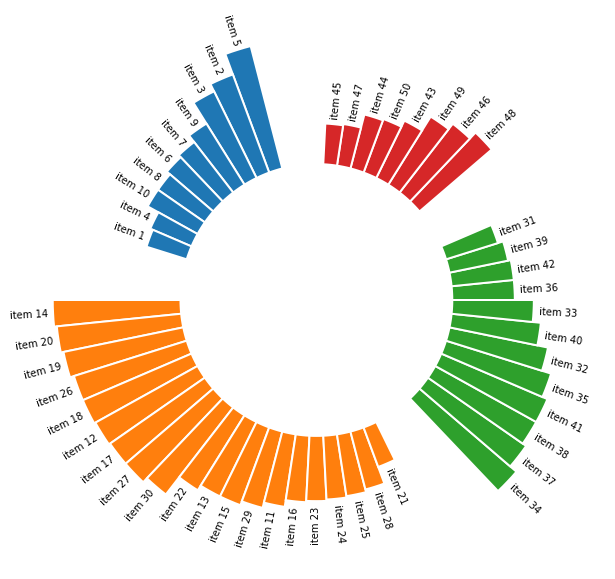 item 5
item 2
item 3
item 9
item 7
item 6
item 8
item 10
item 4
item 1
item 14
item 20
item 19
item 26
item 18
item 12
item 17
item 27
item 30
item 22
item 13
item 15
item 29
item 11
item 16
item 23
item 24
item 25
item 28
item 21
item 34
item 37
item 38
item 41
item 35
item 32
item 40
item 33
item 36
item 42
item 39
item 31
item 48
item 46
item 49
item 43
item 50
item 44
item 47
item 45